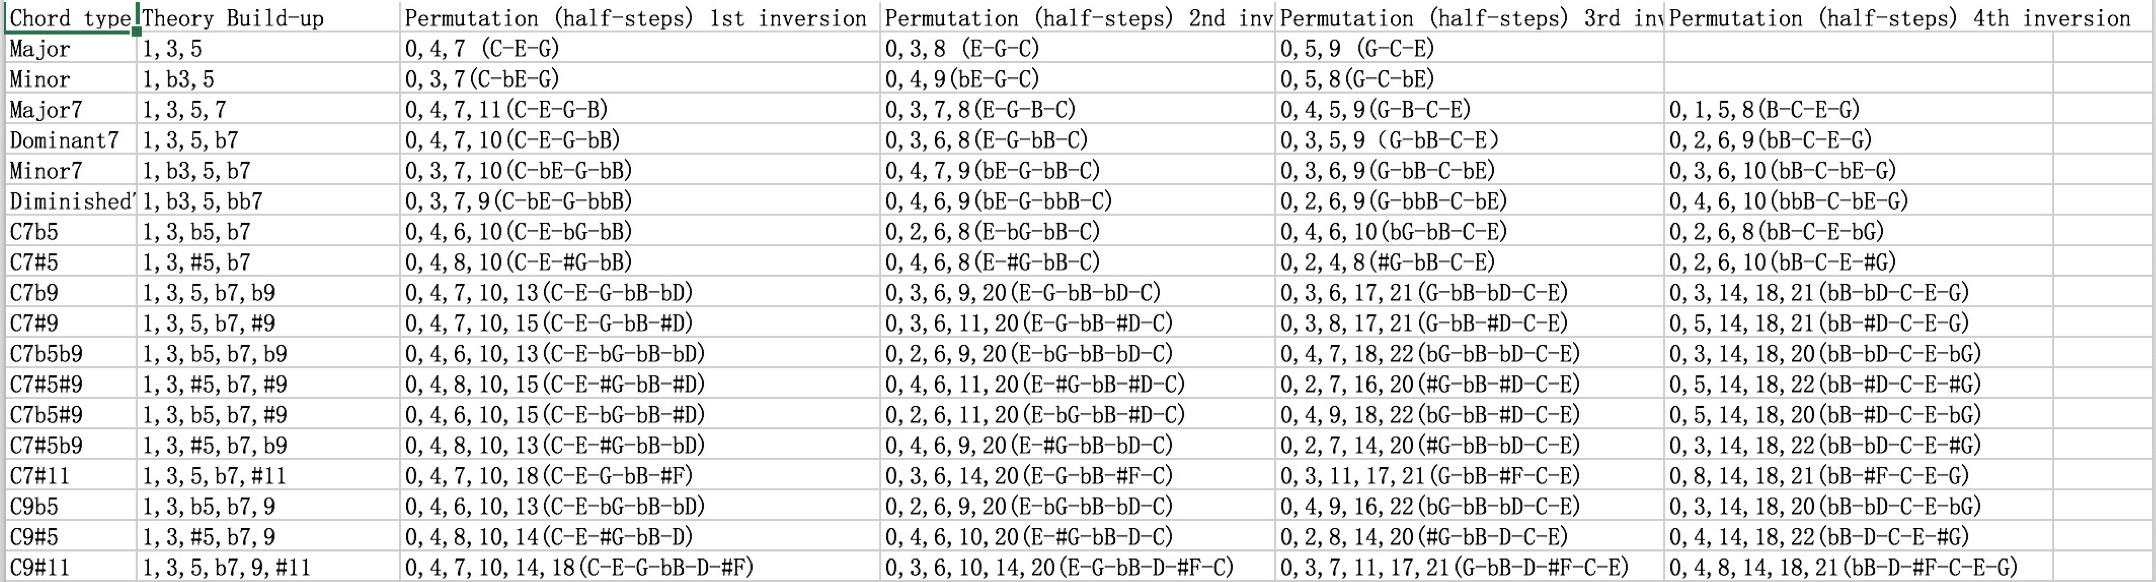 Chord type Theory Build-up Permutation (half-steps) 1st inversion Permutation (half-steps) 2nd inv Permutation (half-steps) 3rd inv Permutation (half-steps) 4th inversion
Major 1,3,5 0,4,7 (C-E-G) 0,3,8 (E-G-C) 0,5,9 (G-C-E)
Minor 1,b3,5 0,3,7(C-bE-G) 0,4,9(bE-G-C) 0,5,8(G-C-bE)
Major7 1,3,5,7 0,4,7,11(C-E-G-B) 0,3,7,8(E-G-B-C) 0,4,5,9(G-B-C-E) 0,1,5,8(B-C-E-G)
Dominant7 1,3,5,b7 0,4,7,10(C-E-G-bB) 0,3,6,8(E-G-bB-C) 0,3,5,9（G-bB-C-E） 0,2,6,9(bB-C-E-G)
Minor7 1,b3,5,b7 0,3,7,10(C-bE-G-bB) 0,4,7,9(bE-G-bB-C) 0,3,6,9(G-bB-C-bE) 0,3,6,10(bB-C-bE-G)
Diminished7 1,b3,5,bb7 0,3,7,9(C-bE-G-bbB) 0,4,6,9(bE-G-bbB-C) 0,2,6,9(G-bbB-C-bE) 0,4,6,10(bbB-C-bE-G)
C7b5 1,3,b5,b7 0,4,6,10(C-E-bG-bB) 0,2,6,8(E-bG-bB-C) 0,4,6,10(bG-bB-C-E) 0,2,6,8(bB-C-E-bG)
C7#5 1,3,#5,b7 0,4,8,10(C-E-#G-bB) 0,4,6,8(E-#G-bB-C) 0,2,4,8(#G-bB-C-E) 0,2,6,10(bB-C-E-#G)
C7b9 1,3,5,b7,b9 0,4,7,10,13(C-E-G-bB-bD) 0,3,6,9,20(E-G-bB-bD-C) 0,3,6,17,21(G-bB-bD-C-E) 0,3,14,18,21(bB-bD-C-E-G)
C7#9 1,3,5,b7,#9 0,4,7,10,15(C-E-G-bB-#D) 0,3,6,11,20(E-G-bB-#D-C) 0,3,8,17,21(G-bB-#D-C-E) 0,5,14,18,21(bB-#D-C-E-G)
C7b5b9 1,3,b5,b7,b9 0,4,6,10,13(C-E-bG-bB-bD) 0,2,6,9,20(E-bG-bB-bD-C) 0,4,7,18,22(bG-bB-bD-C-E) 0,3,14,18,20(bB-bD-C-E-bG)
C7#5#9 1,3,#5,b7,#9 0,4,8,10,15(C-E-#G-bB-#D) 0,4,6,11,20(E-#G-bB-#D-C) 0,2,7,16,20(#G-bB-#D-C-E) 0,5,14,18,22(bB-#D-C-E-#G)
C7b5#9 1,3,b5,b7,#9 0,4,6,10,15(C-E-bG-bB-#D) 0,2,6,11,20(E-bG-bB-#D-C) 0,4,9,18,22(bG-bB-#D-C-E) 0,5,14,18,20(bB-#D-C-E-bG)
C7#5b9 1,3,#5,b7,b9 0,4,8,10,13(C-E-#G-bB-bD) 0,4,6,9,20(E-#G-bB-bD-C) 0,2,7,14,20(#G-bB-bD-C-E) 0,3,14,18,22(bB-bD-C-E-#G)
C7#11 1,3,5,b7,#11 0,4,7,10,18(C-E-G-bB-#F) 0,3,6,14,20(E-G-bB-#F-C) 0,3,11,17,21(G-bB-#F-C-E) 0,8,14,18,21(bB-#F-C-E-G)
C9b5 1,3,b5,b7,9 0,4,6,10,13(C-E-bG-bB-bD) 0,2,6,9,20(E-bG-bB-bD-C) 0,4,9,16,22(bG-bB-bD-C-E) 0,3,14,18,20(bB-bD-C-E-bG)
C9#5 1,3,#5,b7,9 0,4,8,10,14(C-E-#G-bB-D) 0,4,6,10,20(E-#G-bB-D-C) 0,2,8,14,20(#G-bB-D-C-E) 0,4,14,18,22(bB-D-C-E-#G)
C9#11 1,3,5,b7,9,#11 0,4,7,10,14,18(C-E-G-bB-D-#F) 0,3,6,10,14,20(E-G-bB-D-#F-C) 0,3,7,11,17,21(G-bB-D-#F-C-E) 0,4,8,14,18,21(bB-D-#F-C-E-G)